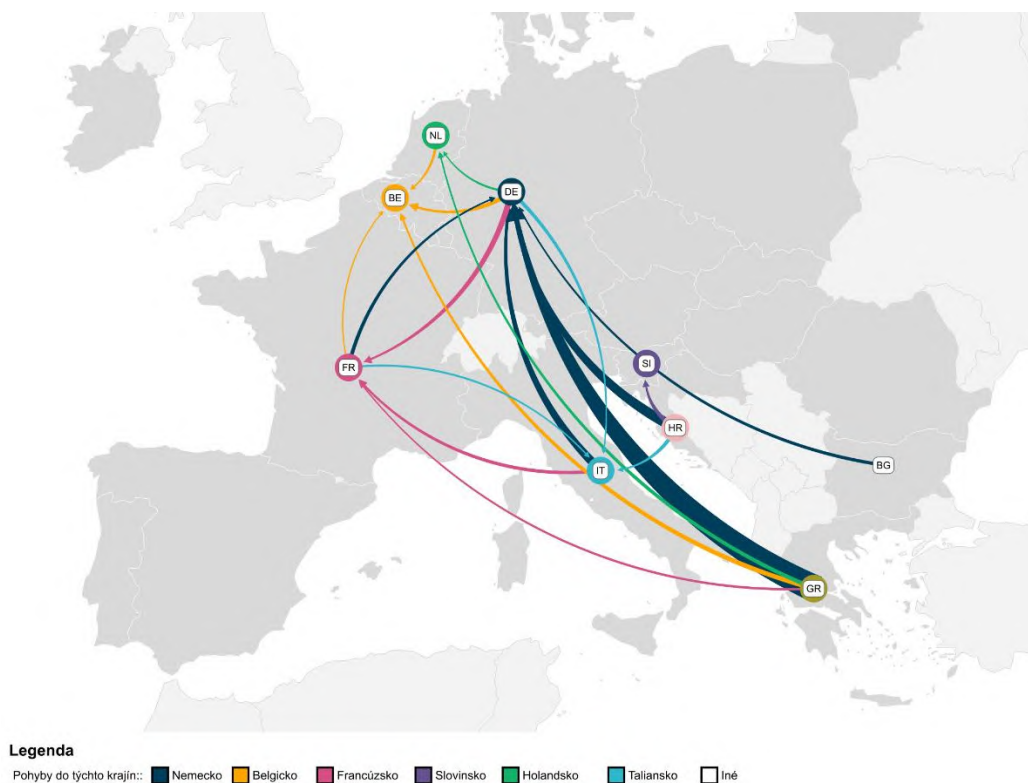 NL
BE
DE
FR
SI
HR
IT
BG
GR
Legenda
Pohyby do týchto krajín:: Nemecko Belgicko Francúzsko Slovinsko Holandsko Taliansko Iné